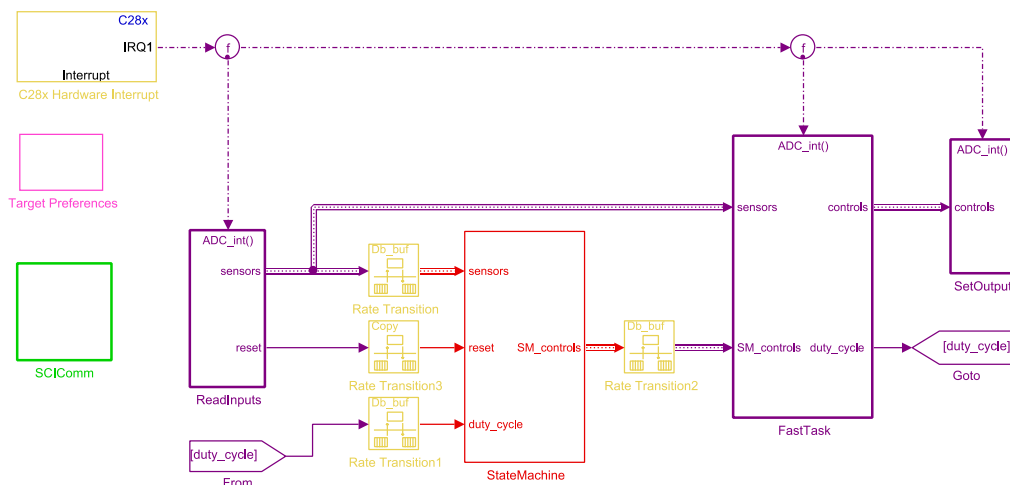 C28x
IRQ1
Interrupt
C28x Hardware Interrupt
f
f
Target Preferences
SCIComm
ADC_int()
sensors
reset
ReadInputs
Db_buf
Rate Transition
Copy
Rate Transition3
Db_buf
Rate Transition1
[duty_cycle]
From
sensors
reset
SM_controls
duty_cycle
StateMachine
Db_buf
Rate Transition2
ADC_int()
sensors
controls
SM_controls
duty_cycle
FastTask
ADC_int()
controls
SetOutput
[duty_cycle]
Goto